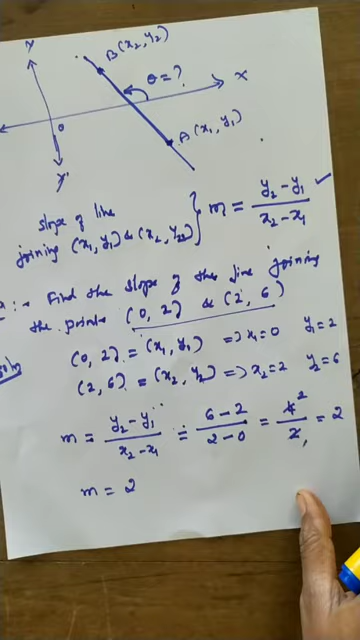 Y
B (x₂, y₂)
θ = ?
X
O
A (x₁, y₁)
Y'
slope of line
joining (x₁, y₁) & (x₂, y₂) } m = y₂ - y₁ / x₂ - x₁ ✓
:- Find the slope of the line joining
the points (0, 2) & (2, 6)
Soln
(0, 2) = (x₁, y₁) => x₁ = 0 y₁ = 2
(2, 6) = (x₂, y₂) => x₂ = 2 y₂ = 6
m = y₂ - y₁ / x₂ - x₁ = 6 - 2 / 2 - 0 = 4 2 / 2 1 = 2
m = 2